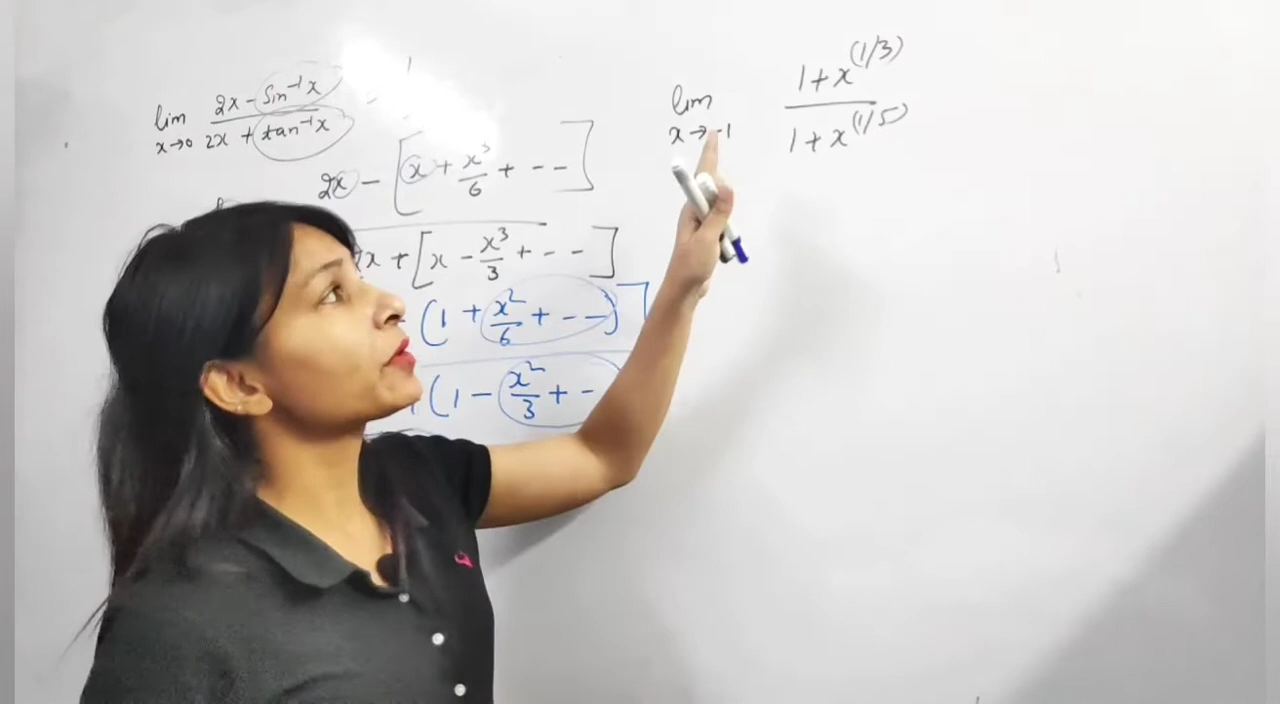 lim x→0 (2x - Sin⁻¹x)/(2x + tan⁻¹x)
2x - [x + x³/6 + - -]
x + [x - x³/3 + - -]
(1 + x²/6 + - -)]
(1 - x²/3 + -
lim x→-1 (1 + x^(1/3))/(1 + x^(1/5))